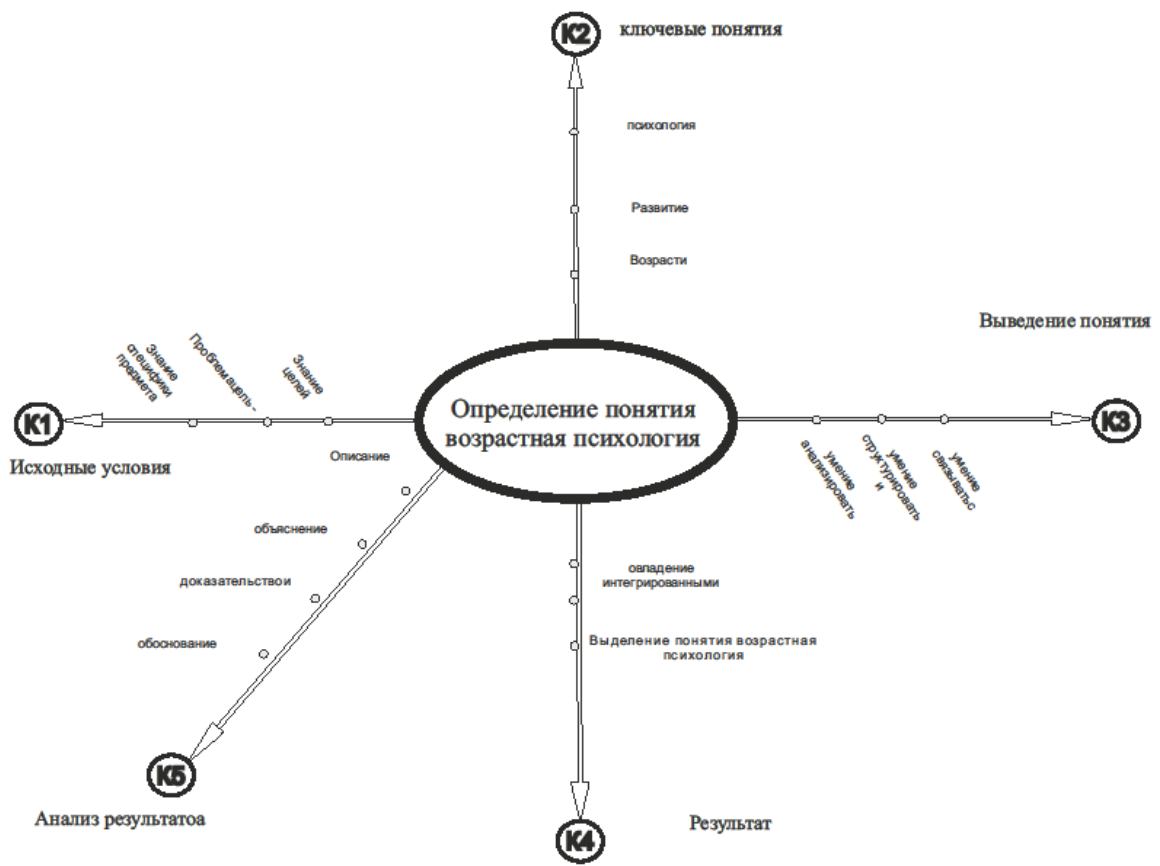 К2
ключевые понятия
психология
Развитие
Возрасти
Выведение понятия
Знание
специфики
предмета
Проблемацель-
Знание
целей
К1
Исходные условия
Определение понятия
возрастная психология
К3
умение
анализировать
умение
структурировать
и
умение
связыватьс
Описание
объяснение
доказательствои
обоснование
овладение
интегрированными
Выделение понятия возрастная
психология
К5
Анализ результатоа
К4
Результат